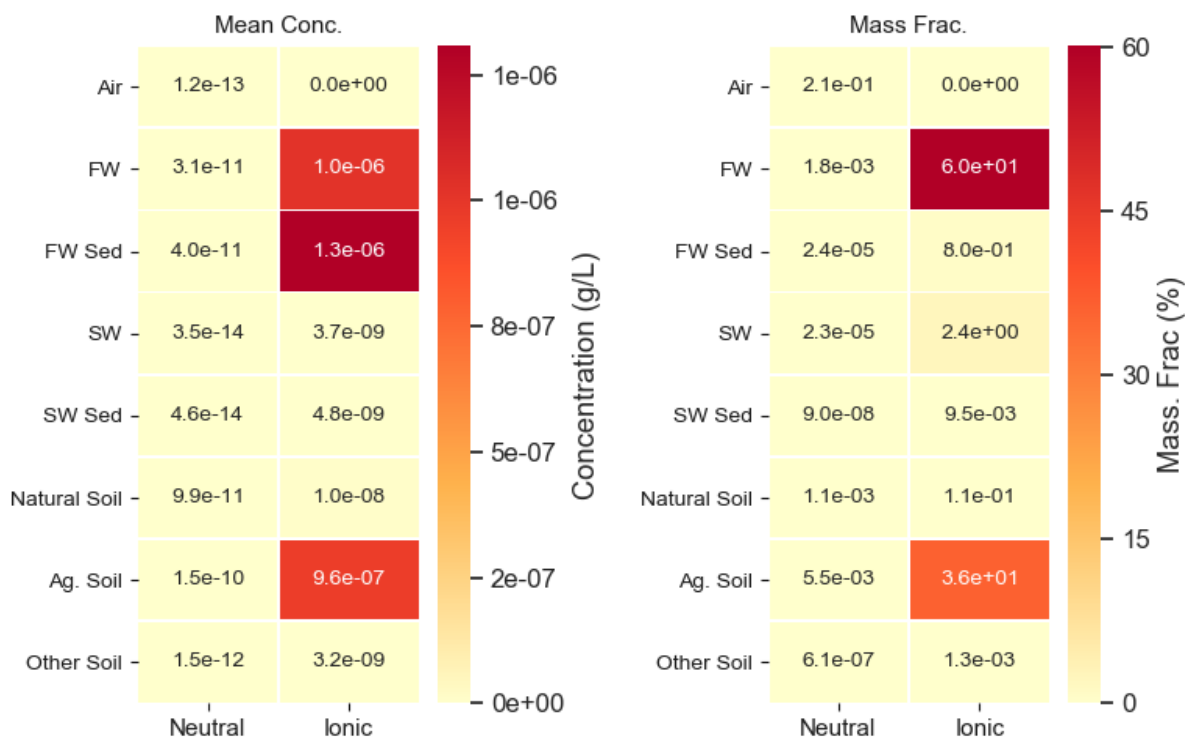 Mean Conc.
Air 1.2e-13 0.0e+00
FW 3.1e-11 1.0e-06
FW Sed 4.0e-11 1.3e-06
SW 3.5e-14 3.7e-09
SW Sed 4.6e-14 4.8e-09
Natural Soil 9.9e-11 1.0e-08
Ag. Soil 1.5e-10 9.6e-07
Other Soil 1.5e-12 3.2e-09
Neutral Ionic
1e-06
1e-06
8e-07
5e-07
2e-07
0e+00
Concentration (g/L)
Mass Frac.
Air 2.1e-01 0.0e+00
FW 1.8e-03 6.0e+01
FW Sed 2.4e-05 8.0e-01
SW 2.3e-05 2.4e+00
SW Sed 9.0e-08 9.5e-03
Natural Soil 1.1e-03 1.1e-01
Ag. Soil 5.5e-03 3.6e+01
Other Soil 6.1e-07 1.3e-03
Neutral Ionic
60
45
30
15
0
Mass. Frac (%)